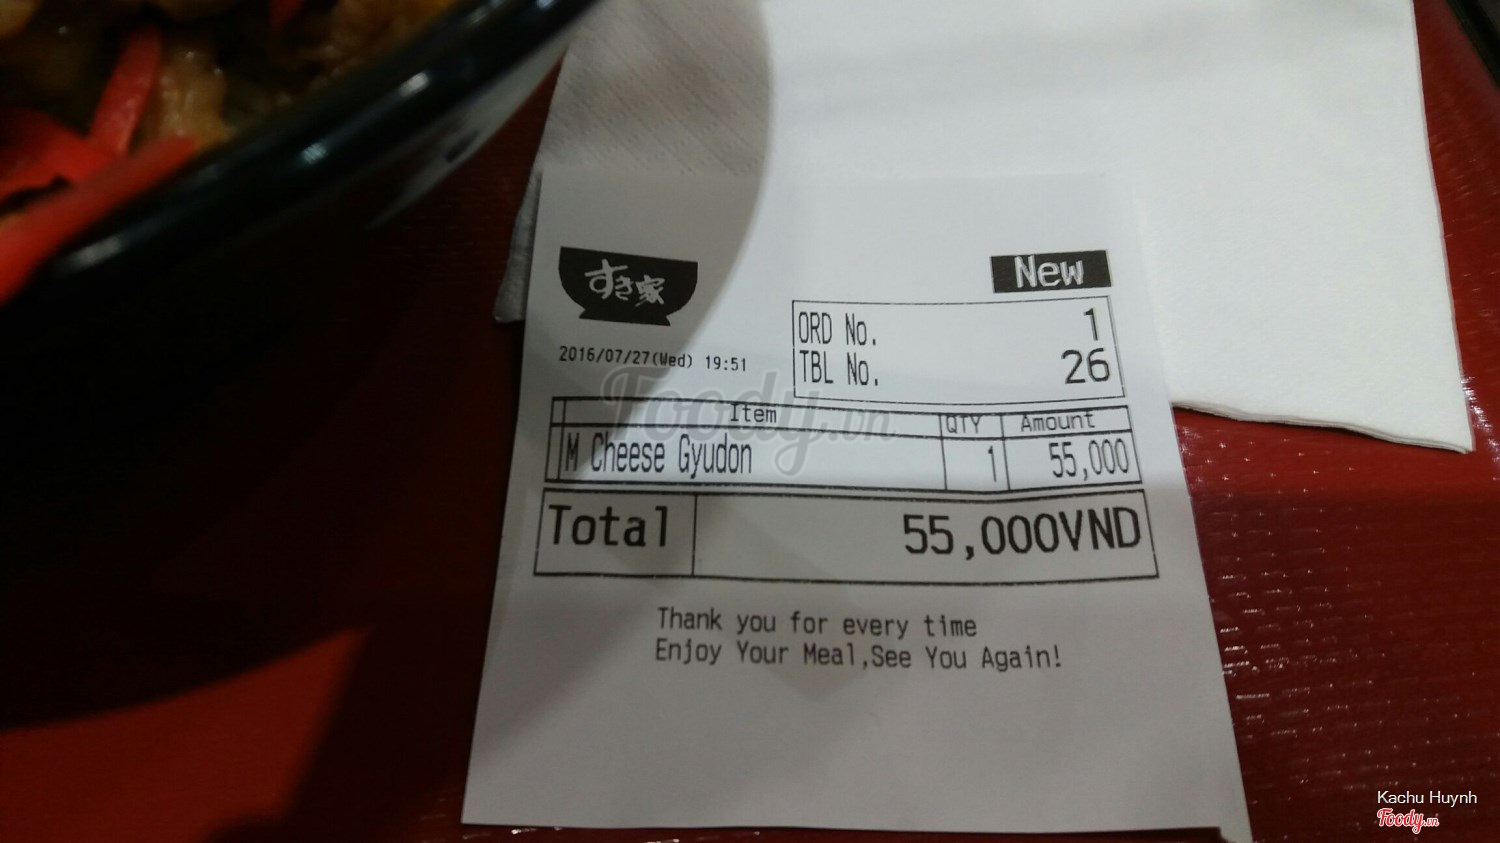 すき家
New
ORD No. 1
TBL No. 26
2016/07/27(Wed) 19:51
Item QTY Amount
M Cheese Gyudon 1 55,000
Total 55,000VND
Thank you for every time
Enjoy Your Meal,See You Again!
Foody.vn
Kachu Huynh
Foody.vn